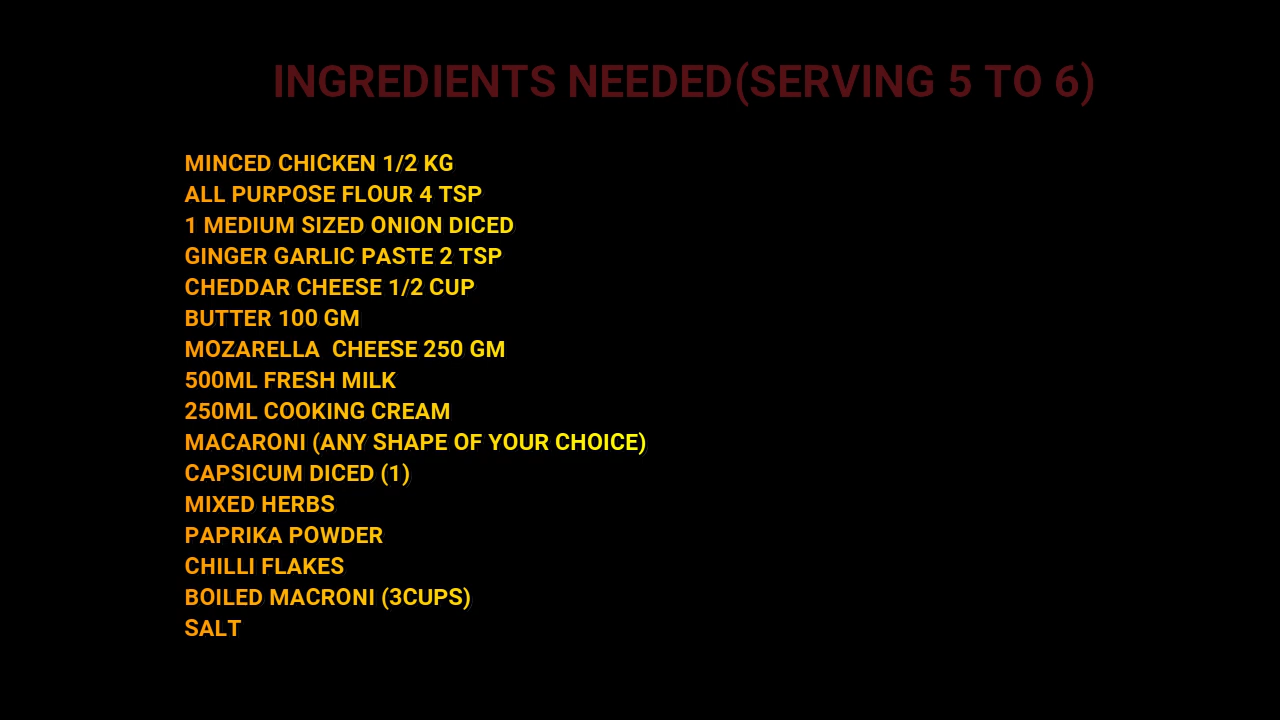 INGREDIENTS NEEDED(SERVING 5 TO 6)
MINCED CHICKEN 1/2 KG
ALL PURPOSE FLOUR 4 TSP
1 MEDIUM SIZED ONION DICED
GINGER GARLIC PASTE 2 TSP
CHEDDAR CHEESE 1/2 CUP
BUTTER 100 GM
MOZARELLA  CHEESE 250 GM
500ML FRESH MILK
250ML COOKING CREAM
MACARONI (ANY SHAPE OF YOUR CHOICE)
CAPSICUM DICED (1)
MIXED HERBS
PAPRIKA POWDER
CHILLI FLAKES
BOILED MACRONI (3CUPS)
SALT